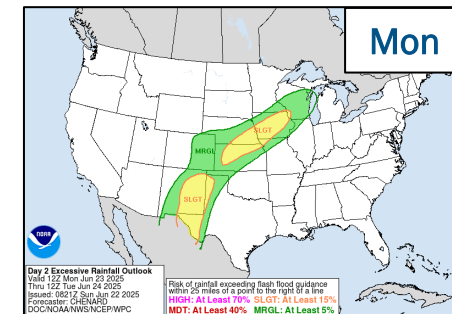 Mon
SLGT
MRGL
SLGT
NOAA
Day 2 Excessive Rainfall Outlook
Valid 12Z Mon Jun 23 2025
Thru 12Z Tue Jun 24 2025
Issued: 0821Z Sun Jun 22 2025
Forecaster: CHENARD
DOC/NOAA/NWS/NCEP/WPC
Risk of rainfall exceeding flash flood guidance
within 25 miles of a point to the right of a line
HIGH: At Least 70% SLGT: At Least 15%
MDT: At Least 40% MRGL: At Least 5%